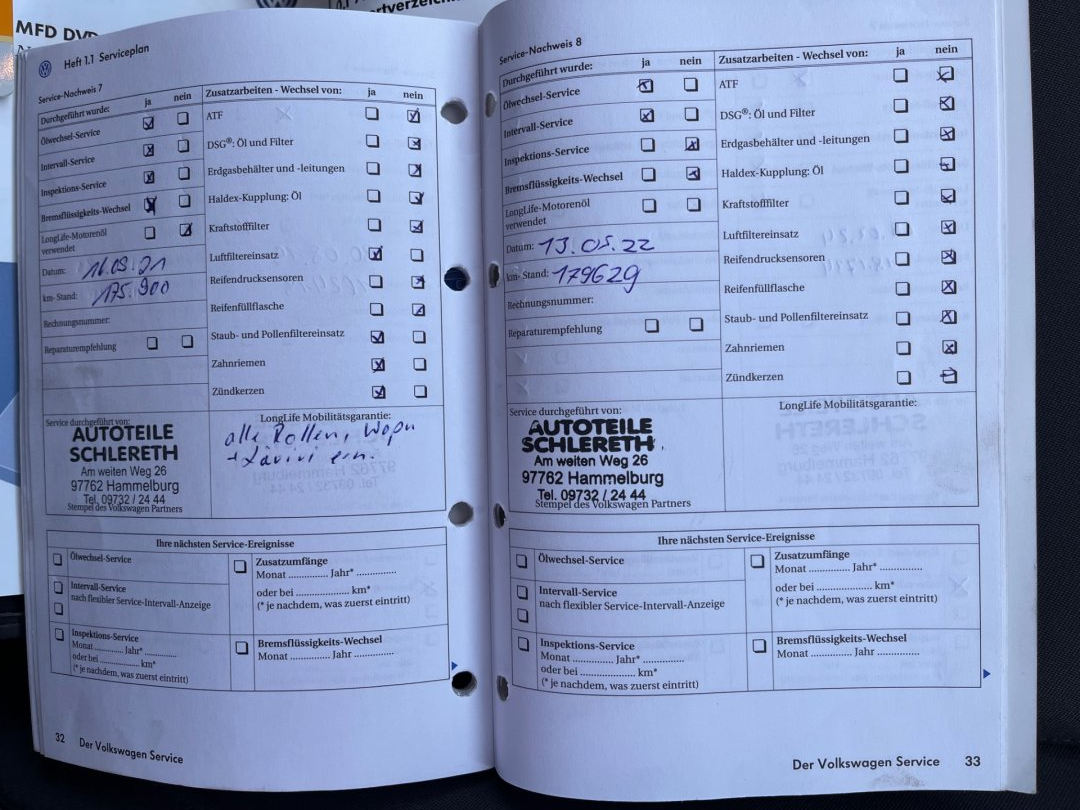 MFD DVD
ortverzeich
Heft 1.1 Serviceplan
Service-Nachweis 7
Durchgeführt wurde: ja nein
Ölwechsel-Service
Intervall-Service
Inspektions-Service
Bremsflüssigkeits-Wechsel
LongLife-Motorenöl
verwendet
Datum: 16.09.21
km-Stand: 175.900
Rechnungsnummer:
Reparaturempfehlung
Zusatzarbeiten - Wechsel von: ja nein
ATF
DSG®: Öl und Filter
Erdgasbehälter und -leitungen
Haldex-Kupplung: Öl
Kraftstofffilter
Luftfiltereinsatz
Reifendrucksensoren
Reifenfüllflasche
Staub- und Pollenfiltereinsatz
Zahnriemen
Zündkerzen
Service durchgeführt von:
AUTOTEILE
SCHLERETH
Am weiten Weg 26
97762 Hammelburg
Tel. 09732 / 24 44
Stempel des Volkswagen Partners
LongLife Mobilitätsgarantie:
alle Rollen, Wapu
Ihre nächsten Service-Ereignisse
Ölwechsel-Service
Intervall-Service
nach flexibler Service-Intervall-Anzeige
Inspektions-Service
Monat ............ Jahr* ............
oder bei .................... km*
(* je nachdem, was zuerst eintritt)
Zusatzumfänge
Monat ............ Jahr* ............
oder bei .................... km*
(* je nachdem, was zuerst eintritt)
Bremsflüssigkeits-Wechsel
Monat ............ Jahr ............
32 Der Volkswagen Service
Service-Nachweis 8
Durchgeführt wurde: ja nein
Ölwechsel-Service
Intervall-Service
Inspektions-Service
Bremsflüssigkeits-Wechsel
LongLife-Motorenöl
verwendet
Datum: 13.05.22
km-Stand: 179629
Rechnungsnummer:
Reparaturempfehlung
Zusatzarbeiten - Wechsel von: ja nein
ATF
DSG®: Öl und Filter
Erdgasbehälter und -leitungen
Haldex-Kupplung: Öl
Kraftstofffilter
Luftfiltereinsatz
Reifendrucksensoren
Reifenfüllflasche
Staub- und Pollenfiltereinsatz
Zahnriemen
Zündkerzen
Service durchgeführt von:
AUTOTEILE
SCHLERETH
Am weiten Weg 26
97762 Hammelburg
Tel. 09732 / 24 44
Stempel des Volkswagen Partners
LongLife Mobilitätsgarantie:
Ihre nächsten Service-Ereignisse
Ölwechsel-Service
Intervall-Service
nach flexibler Service-Intervall-Anzeige
Inspektions-Service
Monat ............ Jahr* ............
oder bei .................... km*
(* je nachdem, was zuerst eintritt)
Zusatzumfänge
Monat ............ Jahr* ............
oder bei .................... km*
(* je nachdem, was zuerst eintritt)
Bremsflüssigkeits-Wechsel
Monat ............ Jahr ............
Der Volkswagen Service 33